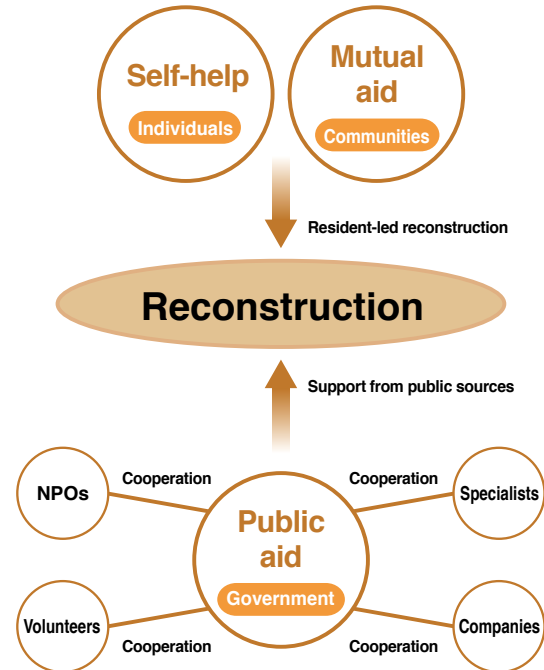 Self-help
Individuals
Mutual
aid
Communities
Resident-led reconstruction
Reconstruction
Support from public sources
NPOs
Cooperation
Cooperation
Specialists
Public
aid
Government
Volunteers
Cooperation
Cooperation
Companies